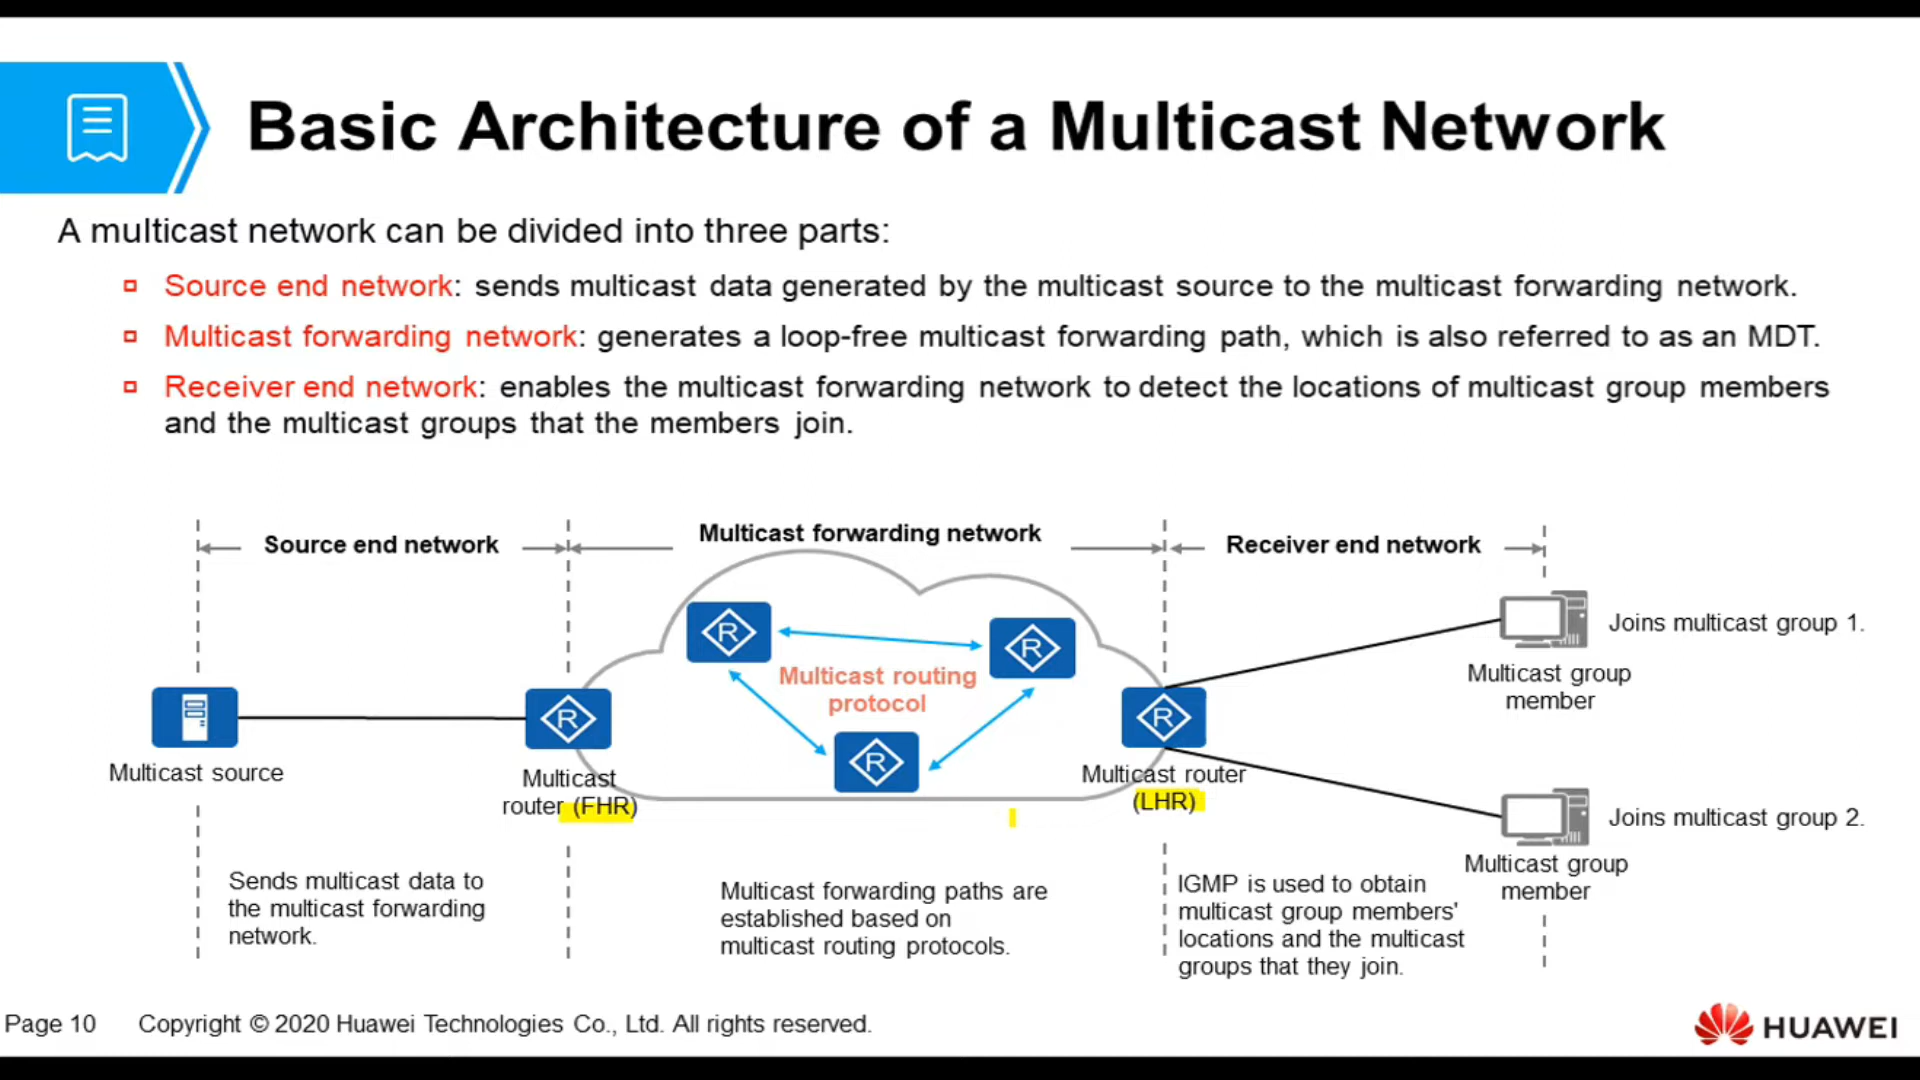 Basic Architecture of a Multicast Network
A multicast network can be divided into three parts:
Source end network: sends multicast data generated by the multicast source to the multicast forwarding network.
Multicast forwarding network: generates a loop-free multicast forwarding path, which is also referred to as an MDT.
Receiver end network: enables the multicast forwarding network to detect the locations of multicast group members
and the multicast groups that the members join.
Source end network
Multicast forwarding network
Receiver end network
R
R
Multicast routing
protocol
R
R
R
Multicast source
Multicast
router (FHR)
Multicast router
(LHR)
Joins multicast group 1.
Multicast group
member
Joins multicast group 2.
Multicast group
member
Sends multicast data to
the multicast forwarding
network.
Multicast forwarding paths are
established based on
multicast routing protocols.
IGMP is used to obtain
multicast group members'
locations and the multicast
groups that they join.
Page 10
Copyright © 2020 Huawei Technologies Co., Ltd. All rights reserved.
HUAWEI